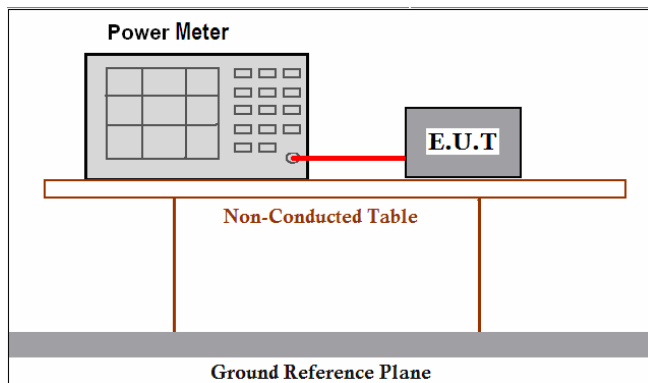 Power Meter
E.U.T
Non-Conducted Table
Ground Reference Plane